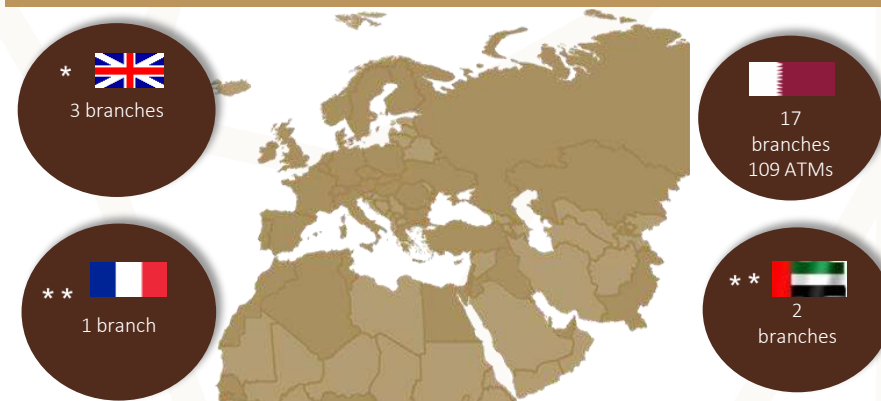 *
3 branches
17
branches
109 ATMs
* *
1 branch
* *
2
branches